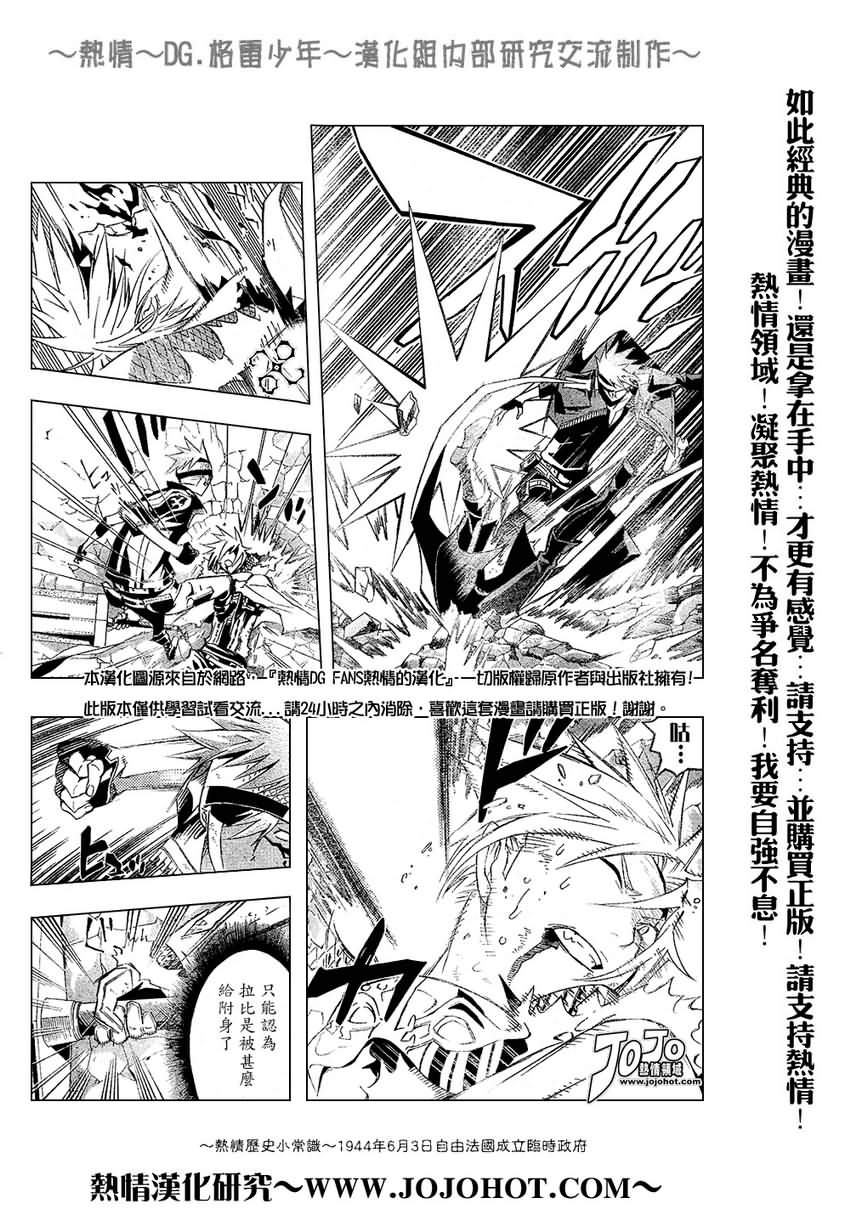 ～熱情～DG.格雷少年～漢化組內部研究交流制作～
如此經典的漫畫！還是拿在手中…才更有感覺…請支持…並購買正版！請支持熱情！
熱情領域！凝聚熱情！不為爭名奪利！我要自強不息！
本漢化圖源來自於網路…-『熱情DG FANS熱情的漢化』-一切版權歸原作者與出版社擁有！
此版本僅供學習試看交流...請24小時之內消除．喜歡這套漫畫請購買正版！謝謝。
咕…
ヒュッ
只能認為
拉比是被甚麼
給附身了
JOJO
熱情領域
www.jojohot.com
～熱情歷史小常識～1944年6月3日自由法國成立臨時政府
熱情漢化研究～WWW.JOJOHOT.COM～